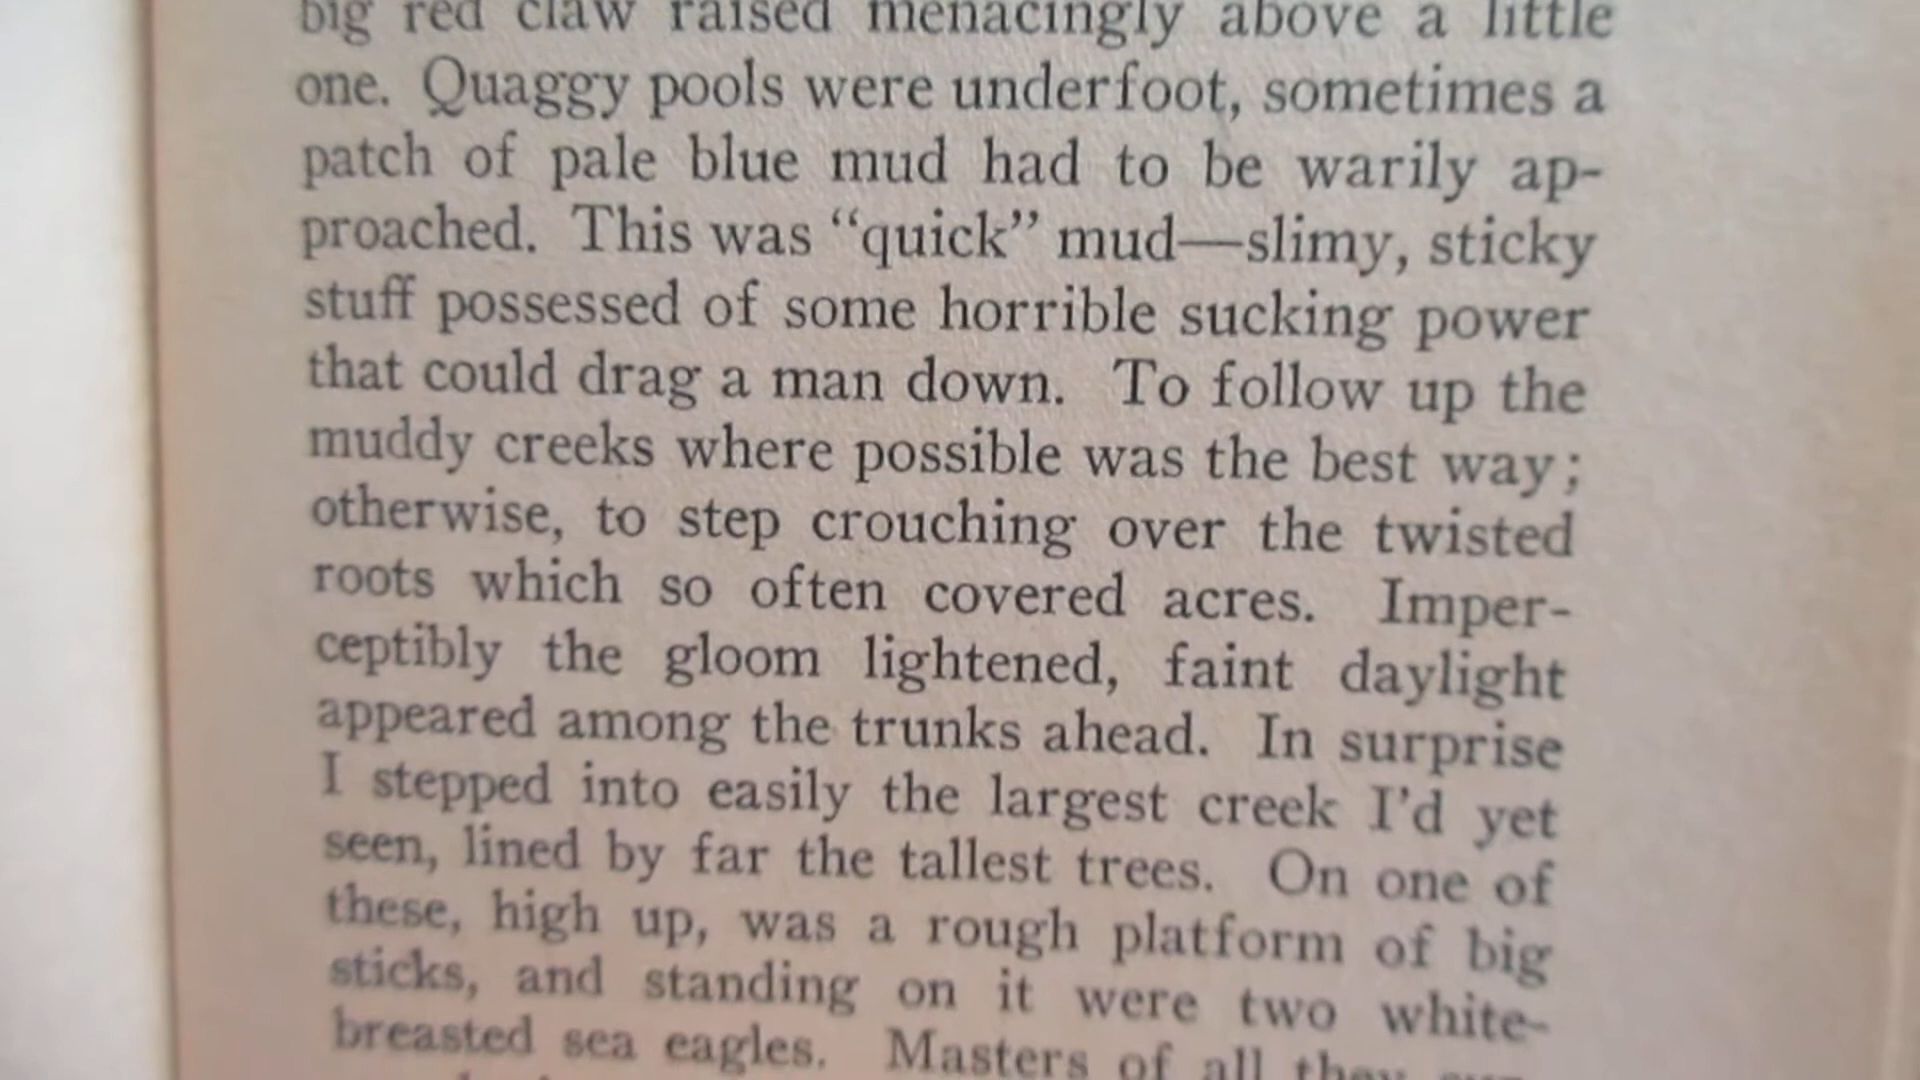 big red claw raised menacingly above a little
one. Quaggy pools were underfoot, sometimes a
patch of pale blue mud had to be warily ap-
proached. This was “quick” mud—slimy, sticky
stuff possessed of some horrible sucking power
that could drag a man down. To follow up the
muddy creeks where possible was the best way;
otherwise, to step crouching over the twisted
roots which so often covered acres. Imper-
ceptibly the gloom lightened, faint daylight
appeared among the trunks ahead. In surprise
I stepped into easily the largest creek I’d yet
seen, lined by far the tallest trees. On one of
these, high up, was a rough platform of big
sticks, and standing on it were two white-
breasted sea eagles. Masters of all they